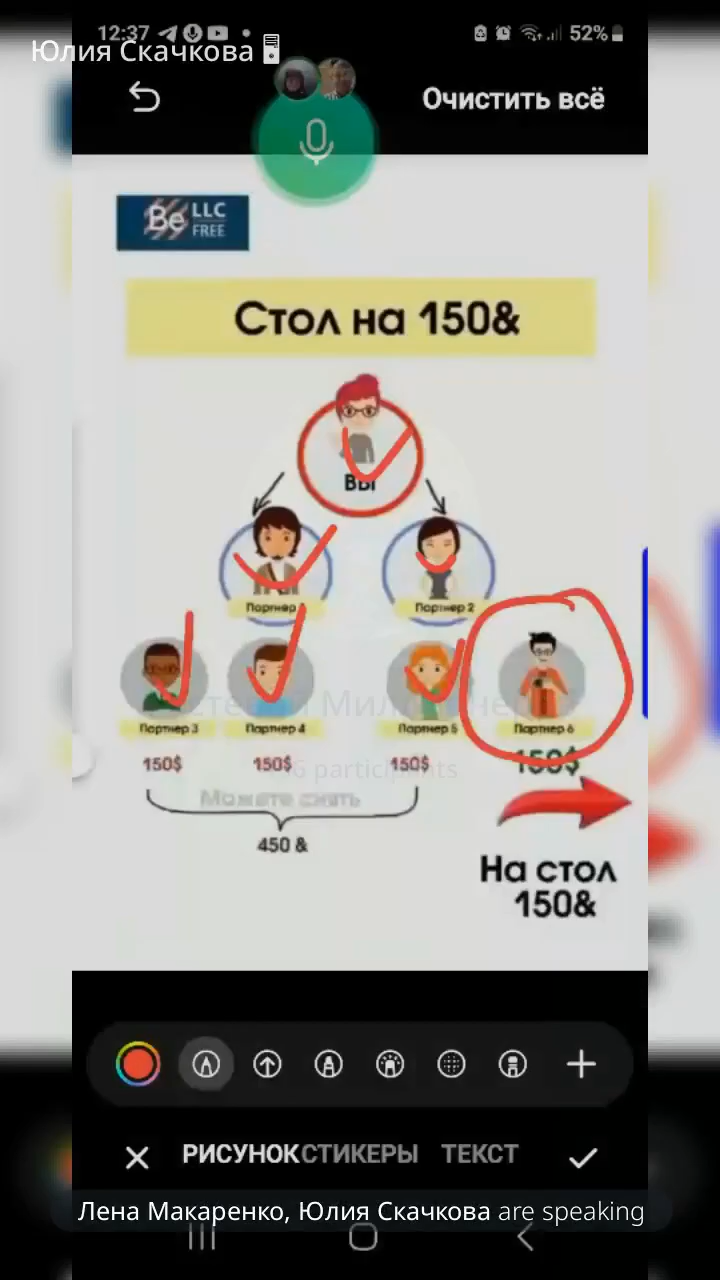 12:37
52%
Юлия Скачкова
Очистить всё
Be LLC
FREE
Стол на 150&
ВЫ
Партнер
Партнер 2
Партнер 3
Партнер 4
Партнер 5
Партнер 6
150$
150$
150$
150$
participants
Можете снять
450 &
На стол
150&
РИСУНОК
СТИКЕРЫ
ТЕКСТ
Лена Макаренко, Юлия Скачкова are speaking